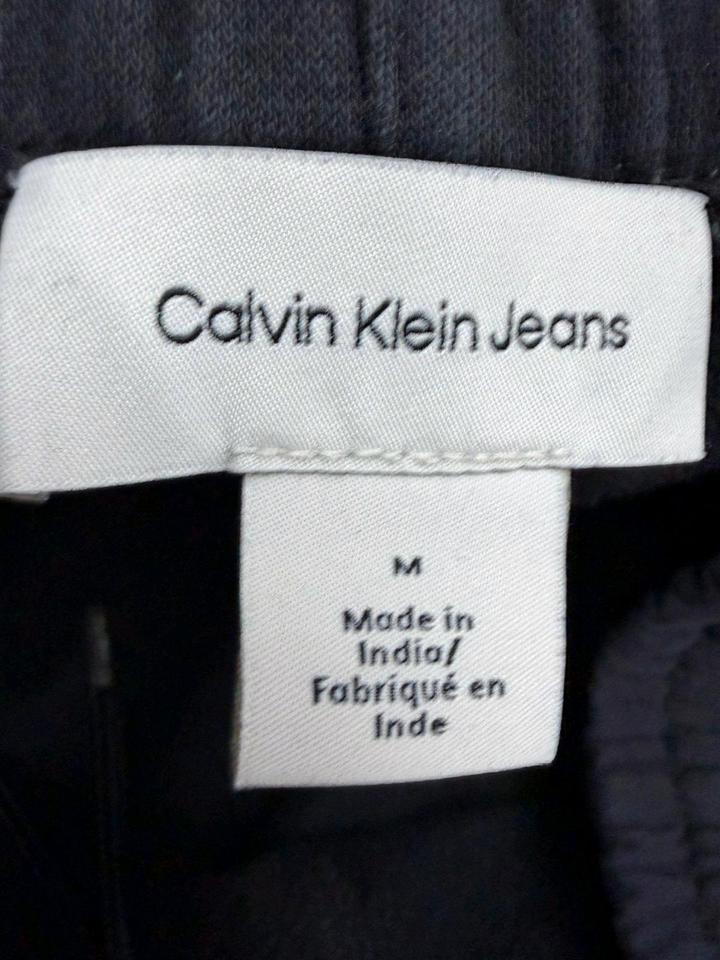 Calvin Klein Jeans
M
Made in
India/
Fabriqué en
Inde